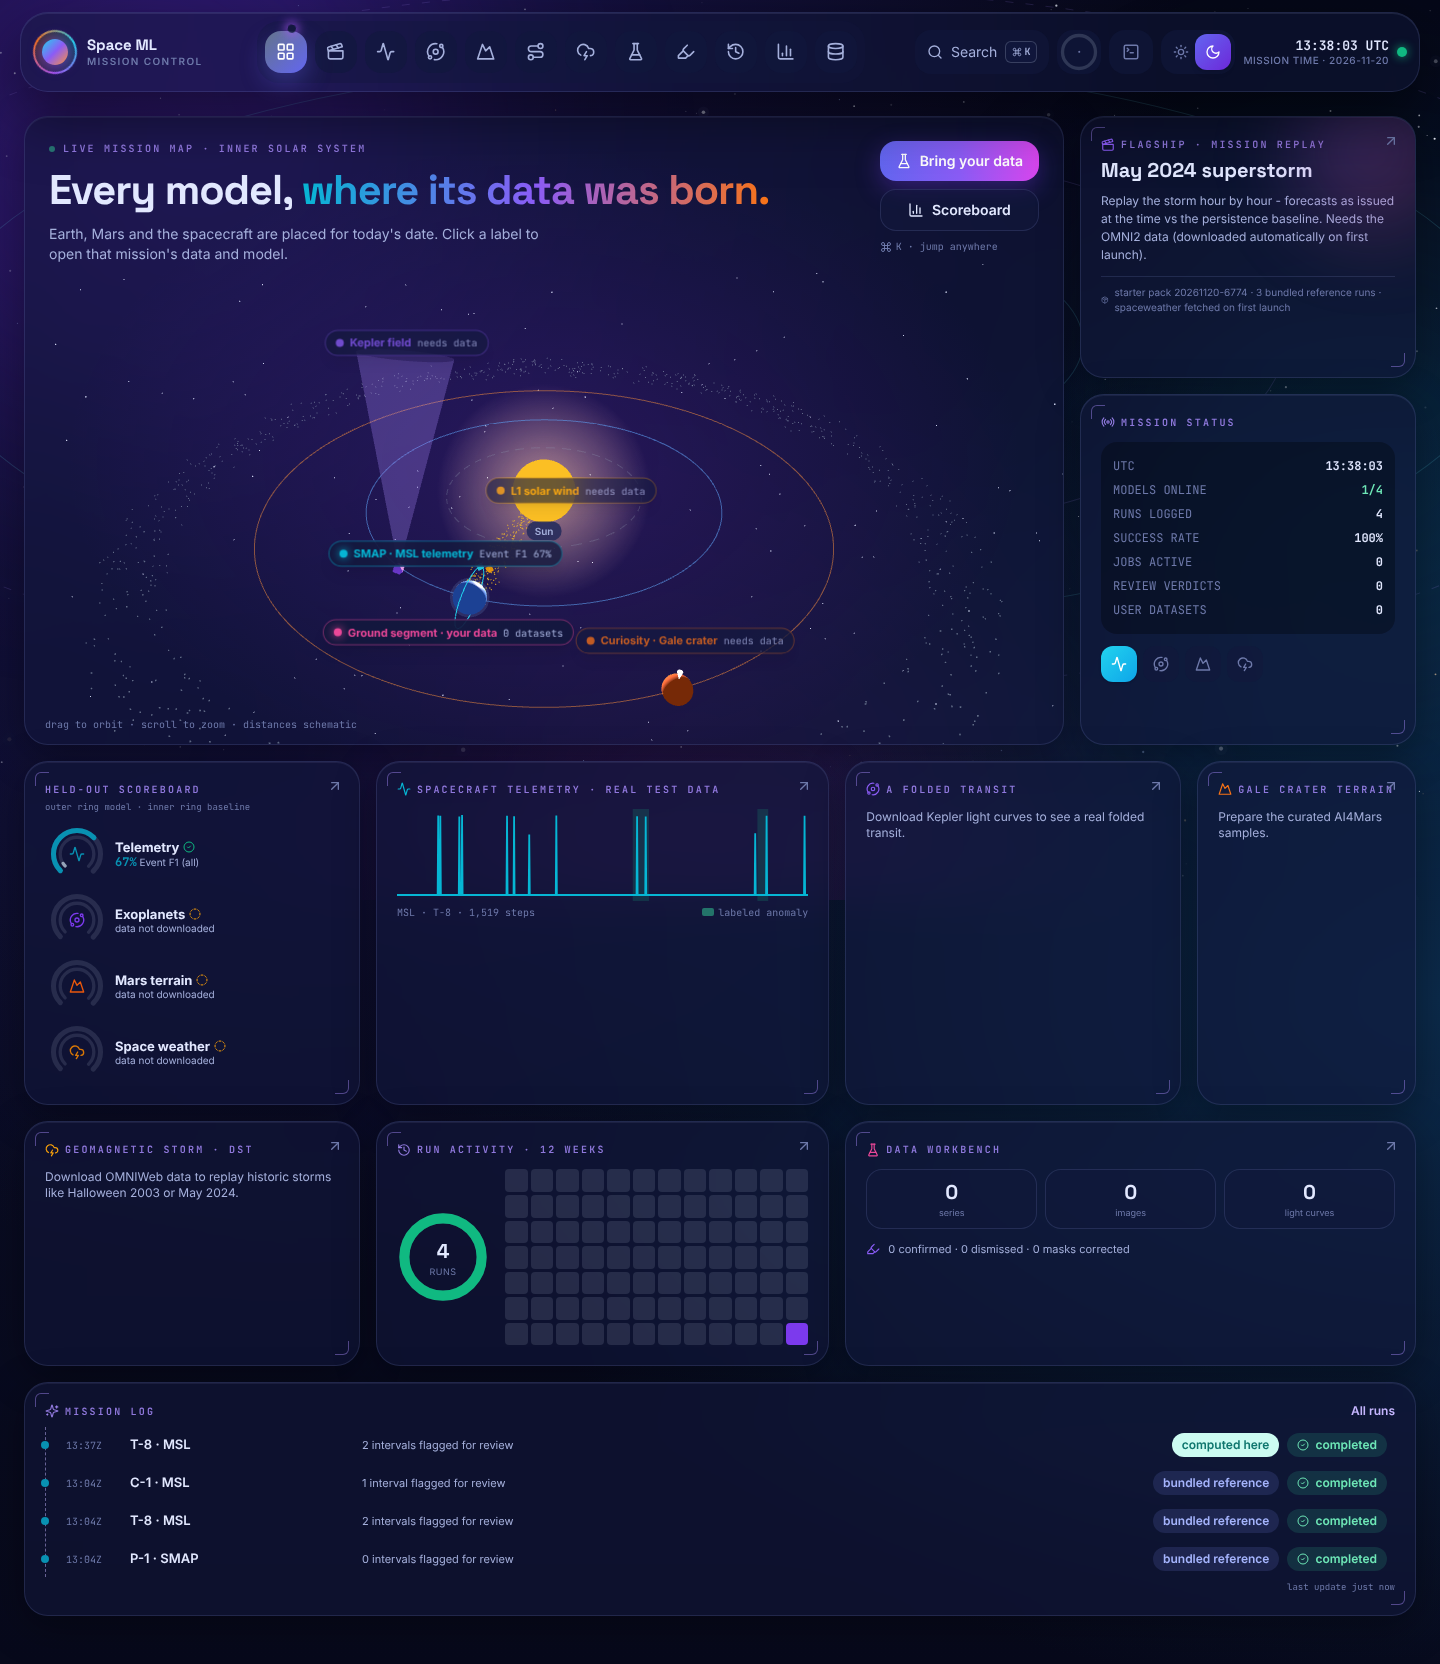 Space ML
MISSION CONTROL
Search ⌘ K
13:38:03 UTC
MISSION TIME · 2026-11-20
LIVE MISSION MAP · INNER SOLAR SYSTEM
Every model, where its data was born.
Earth, Mars and the spacecraft are placed for today's date. Click a label to
open that mission's data and model.
Bring your data
Scoreboard
⌘ K · jump anywhere
Kepler field needs data
L1 solar wind needs data
Sun
SMAP · MSL telemetry Event F1 67%
Ground segment · your data 0 datasets
Curiosity · Gale crater needs data
drag to orbit · scroll to zoom · distances schematic
FLAGSHIP · MISSION REPLAY
May 2024 superstorm
Replay the storm hour by hour - forecasts as issued
at the time vs the persistence baseline. Needs the
OMNI2 data (downloaded automatically on first
launch).
starter pack 20261120-6774 · 3 bundled reference runs ·
spaceweather fetched on first launch
MISSION STATUS
UTC 13:38:03
MODELS ONLINE 1/4
RUNS LOGGED 4
SUCCESS RATE 100%
JOBS ACTIVE 0
REVIEW VERDICTS 0
USER DATASETS 0
HELD-OUT SCOREBOARD
outer ring model · inner ring baseline
Telemetry
67% Event F1 (all)
Exoplanets
data not downloaded
Mars terrain
data not downloaded
Space weather
data not downloaded
SPACECRAFT TELEMETRY · REAL TEST DATA
MSL · T-8 · 1,519 steps
labeled anomaly
A FOLDED TRANSIT
Download Kepler light curves to see a real folded
transit.
GALE CRATER TERRAIN
Prepare the curated AI4Mars
samples.
GEOMAGNETIC STORM · DST
Download OMNIWeb data to replay historic storms
like Halloween 2003 or May 2024.
RUN ACTIVITY · 12 WEEKS
4
RUNS
DATA WORKBENCH
0
series
0
images
0
light curves
0 confirmed · 0 dismissed · 0 masks corrected
MISSION LOG
All runs
13:37Z T-8 · MSL 2 intervals flagged for review computed here completed
13:04Z C-1 · MSL 1 interval flagged for review bundled reference completed
13:04Z T-8 · MSL 2 intervals flagged for review bundled reference completed
13:04Z P-1 · SMAP 0 intervals flagged for review bundled reference completed
last update just now